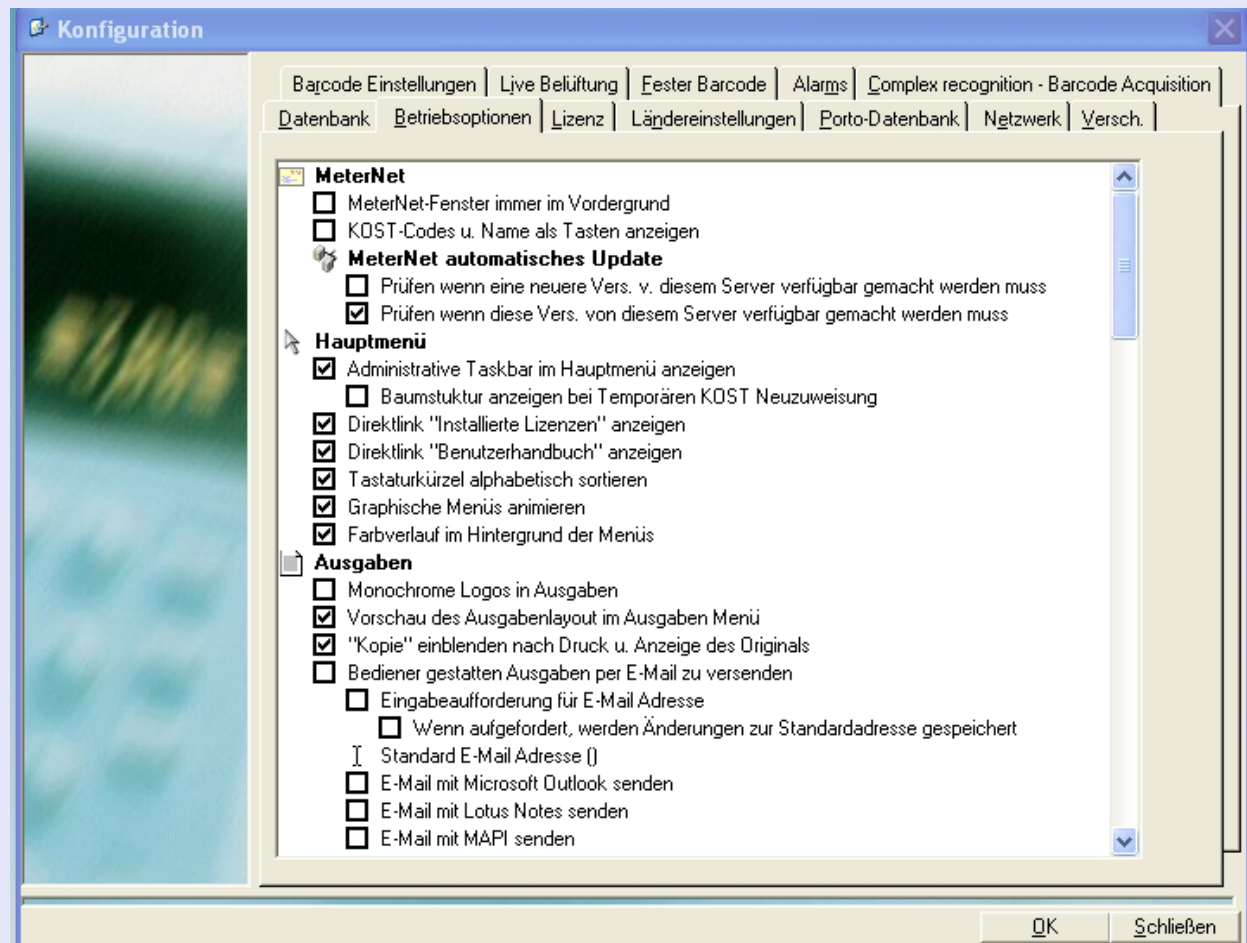 Konfiguration
Barcode Einstellungen Live Belüftung Fester Barcode Alarms Complex recognition - Barcode Acquisition
Datenbank Betriebsoptionen Lizenz Ländereinstellungen Porto-Datenbank Netzwerk Versch.
MeterNet
MeterNet-Fenster immer im Vordergrund
KOST-Codes u. Name als Tasten anzeigen
MeterNet automatisches Update
Prüfen wenn eine neuere Vers. v. diesem Server verfügbar gemacht werden muss
Prüfen wenn diese Vers. von diesem Server verfügbar gemacht werden muss
Hauptmenü
Administrative Taskbar im Hauptmenü anzeigen
Baumstuktur anzeigen bei Temporären KOST Neuzuweisung
Direktlink "Installierte Lizenzen" anzeigen
Direktlink "Benutzerhandbuch" anzeigen
Tastaturkürzel alphabetisch sortieren
Graphische Menüs animieren
Farbverlauf im Hintergrund der Menüs
Ausgaben
Monochrome Logos in Ausgaben
Vorschau des Ausgabenlayout im Ausgaben Menü
"Kopie" einblenden nach Druck u. Anzeige des Originals
Bediener gestatten Ausgaben per E-Mail zu versenden
Eingabeaufforderung für E-Mail Adresse
Wenn aufgefordert, werden Änderungen zur Standardadresse gespeichert
Standard E-Mail Adresse ()
E-Mail mit Microsoft Outlook senden
E-Mail mit Lotus Notes senden
E-Mail mit MAPI senden
OK Schließen